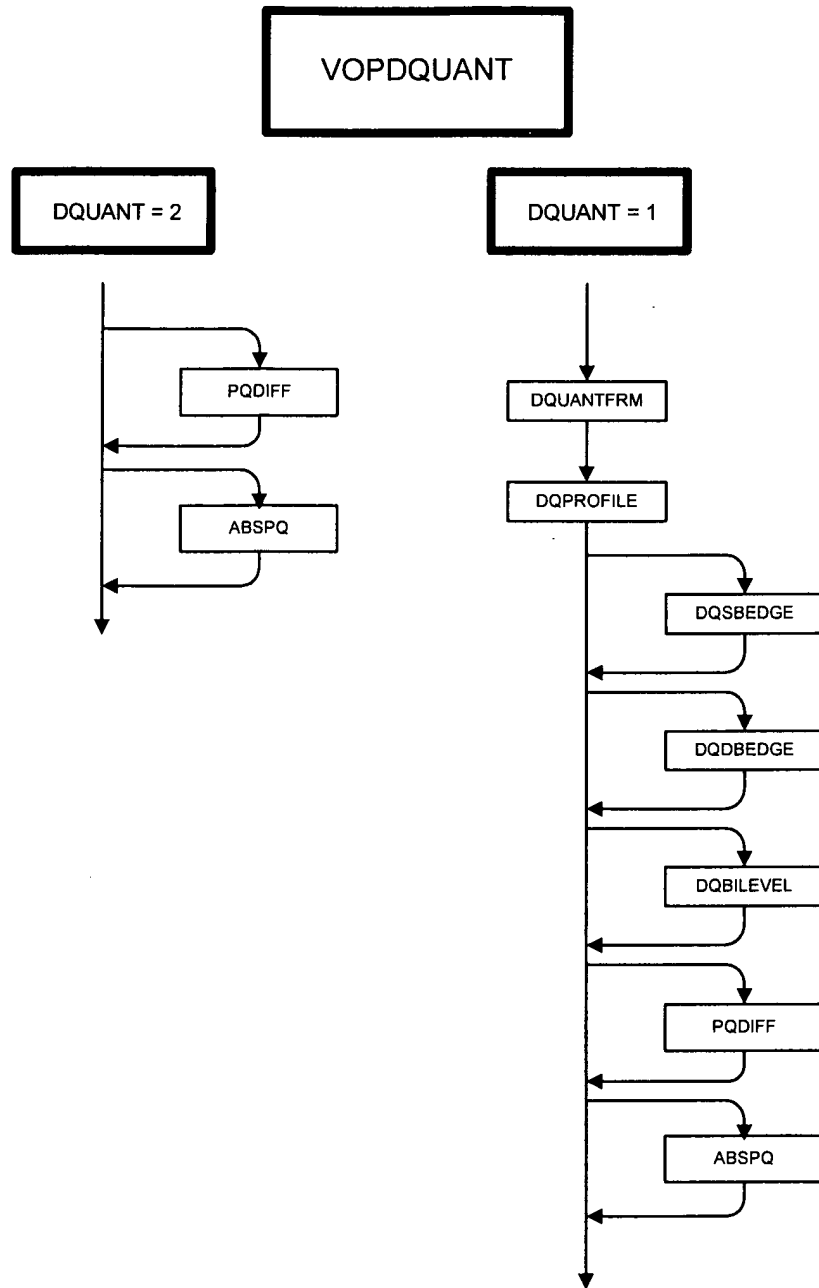 VOPDQUANT
DQUANT = 2
PQDIFF
ABSPQ
DQUANT = 1
DQUANTFRM
DQPROFILE
DQSBEDGE
DQDBEDGE
DQBILEVEL
PQDIFF
ABSPQ